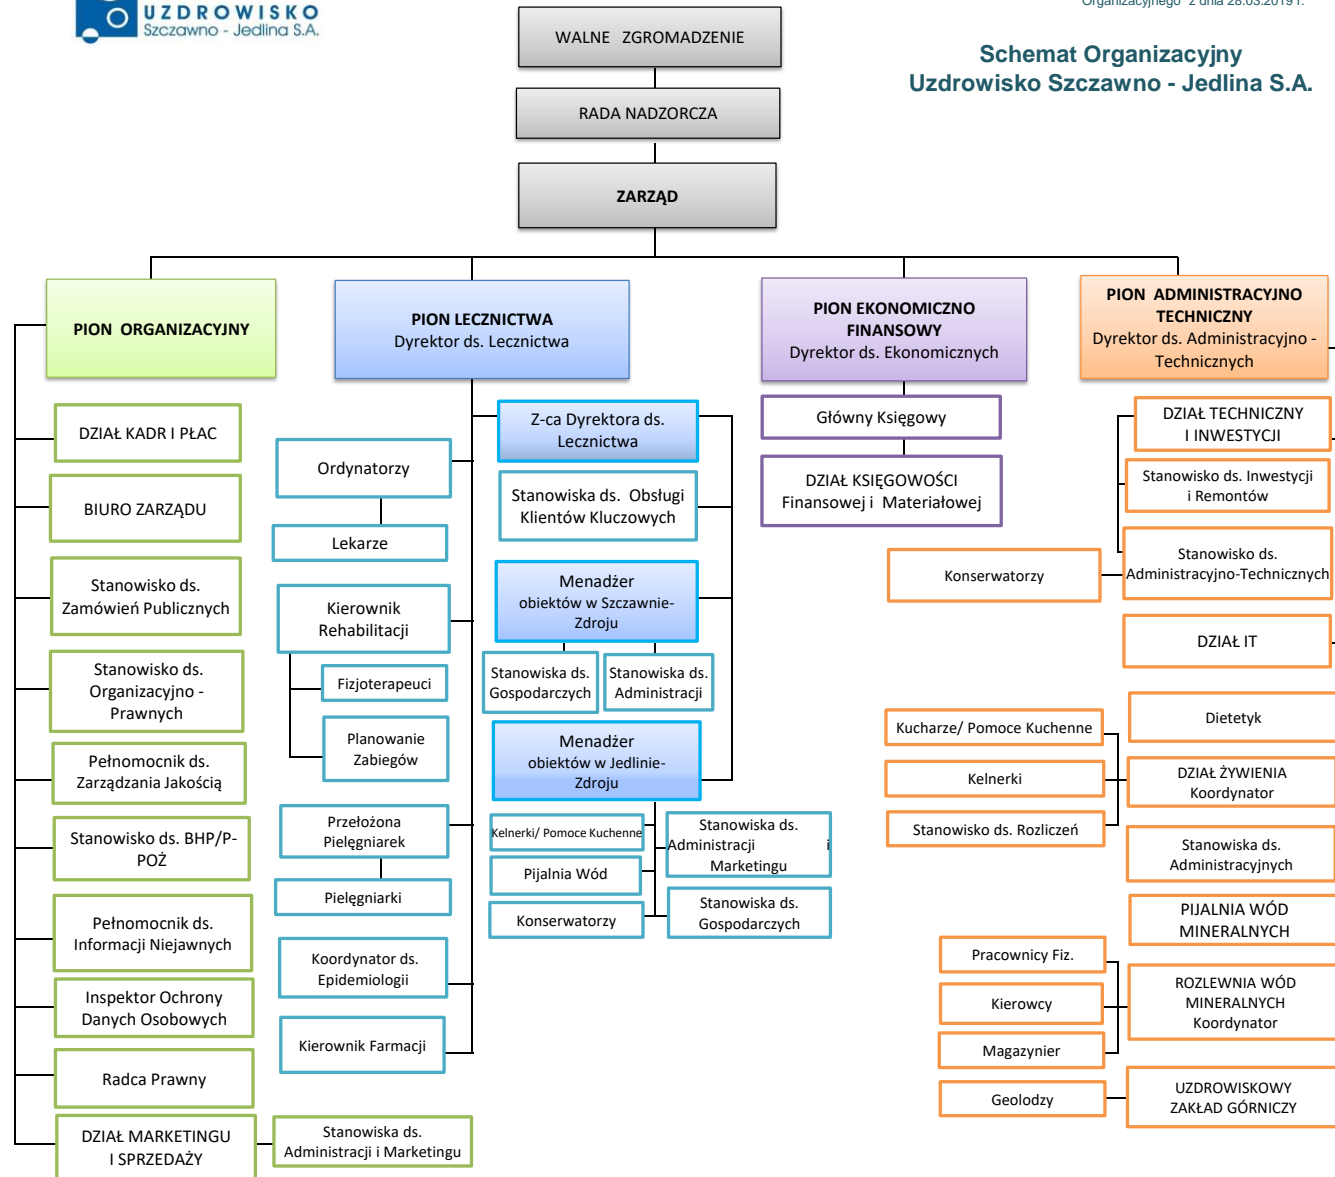 UZDROWISKO
Szczawno - Jedlina S.A.
Organizacyjnego z dnia 28.03.2019 r.
Schemat Organizacyjny
Uzdrowisko Szczawno - Jedlina S.A.
WALNE ZGROMADZENIE
RADA NADZORCZA
ZARZĄD
PION ORGANIZACYJNY
DZIAŁ KADR I PŁAC
BIURO ZARZĄDU
Stanowisko ds.
Zamówień Publicznych
Stanowisko ds.
Organizacyjno -
Prawnych
Pełnomocnik ds.
Zarządzania Jakością
Stanowisko ds. BHP/P-
POŻ
Pełnomocnik ds.
Informacji Niejawnych
Inspektor Ochrony
Danych Osobowych
Radca Prawny
DZIAŁ MARKETINGU
I SPRZEDAŻY
Stanowiska ds.
Administracji i Marketingu
PION LECZNICTWA
Dyrektor ds. Lecznictwa
Ordynatorzy
Lekarze
Kierownik
Rehabilitacji
Fizjoterapeuci
Planowanie
Zabiegów
Przełożona
Pielęgniarek
Pielęgniarki
Koordynator ds.
Epidemiologii
Kierownik Farmacji
Z-ca Dyrektora ds.
Lecznictwa
Stanowiska ds. Obsługi
Klientów Kluczowych
Menadżer
obiektów w Szczawnie-
Zdroju
Stanowiska ds.
Gospodarczych
Stanowiska ds.
Administracji
Menadżer
obiektów w Jedlinie-
Zdroju
Kelnerki/ Pomoce Kuchenne
Pijalnia Wód
Konserwatorzy
Stanowiska ds.
Administracji i
Marketingu
Stanowiska ds.
Gospodarczych
PION EKONOMICZNO
FINANSOWY
Dyrektor ds. Ekonomicznych
Główny Księgowy
DZIAŁ KSIĘGOWOŚCI
Finansowej i Materiałowej
PION ADMINISTRACYJNO
TECHNICZNY
Dyrektor ds. Administracyjno -
Technicznych
DZIAŁ TECHNICZNY
I INWESTYCJI
Stanowisko ds. Inwestycji
i Remontów
Stanowisko ds.
Administracyjno-Technicznych
Konserwatorzy
DZIAŁ IT
Dietetyk
Kucharze/ Pomoce Kuchenne
Kelnerki
Stanowisko ds. Rozliczeń
DZIAŁ ŻYWIENIA
Koordynator
Stanowiska ds.
Administracyjnych
PIJALNIA WÓD
MINERALNYCH
Pracownicy Fiz.
Kierowcy
Magazynier
ROZLEWNIA WÓD
MINERALNYCH
Koordynator
Geolodzy
UZDROWISKOWY
ZAKŁAD GÓRNICZY